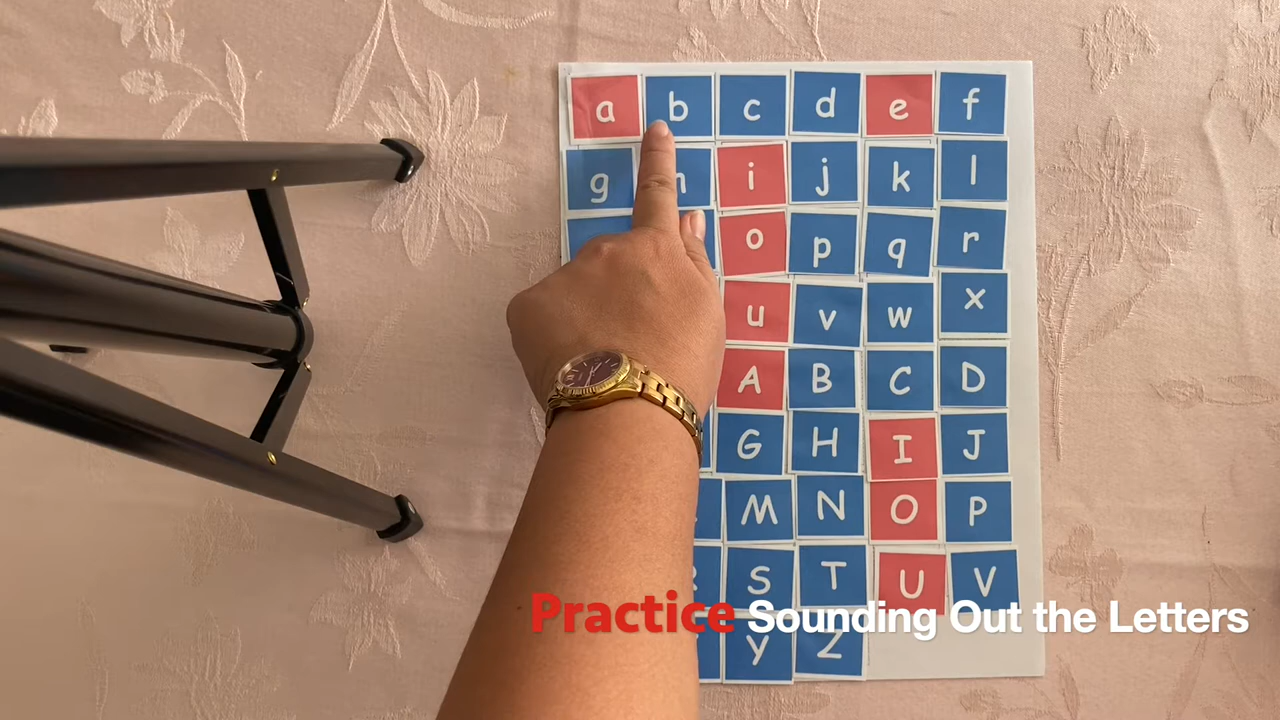 a b c d e f
g i j k l
o p q r
u v w x
A B C D
G H I J
M N O P
S T U V
Y Z
Practice Sounding Out the Letters